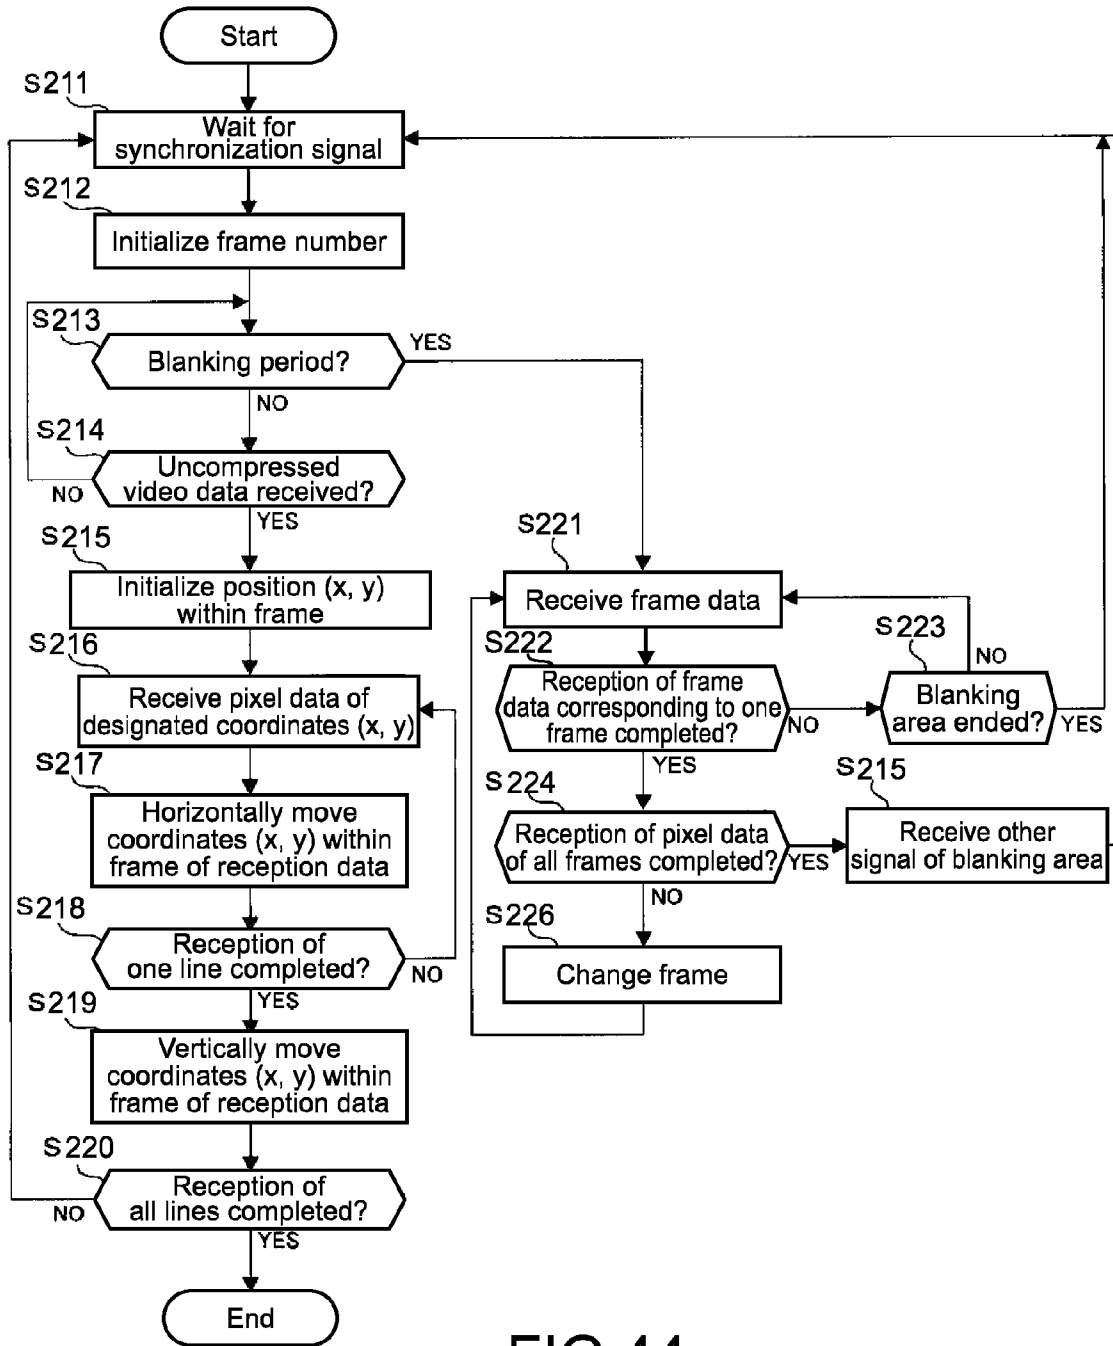 Start
S211
Wait for
synchronization signal
S212
Initialize frame number
S213
Blanking period?
YES
NO
S214
Uncompressed
video data received?
NO
YES
S215
Initialize position (x, y)
within frame
S216
Receive pixel data of
designated coordinates (x, y)
S217
Horizontally move
coordinates (x, y) within
frame of reception data
S218
Reception of
one line completed?
NO
YES
S219
Vertically move
coordinates (x, y) within
frame of reception data
S220
Reception of
all lines completed?
NO
YES
End
S221
Receive frame data
S222
Reception of frame
data corresponding to one
frame completed?
NO
YES
S223
NO
Blanking
area ended?
YES
S224
Reception of pixel data
of all frames completed?
YES
NO
S215
Receive other
signal of blanking area
S226
Change frame